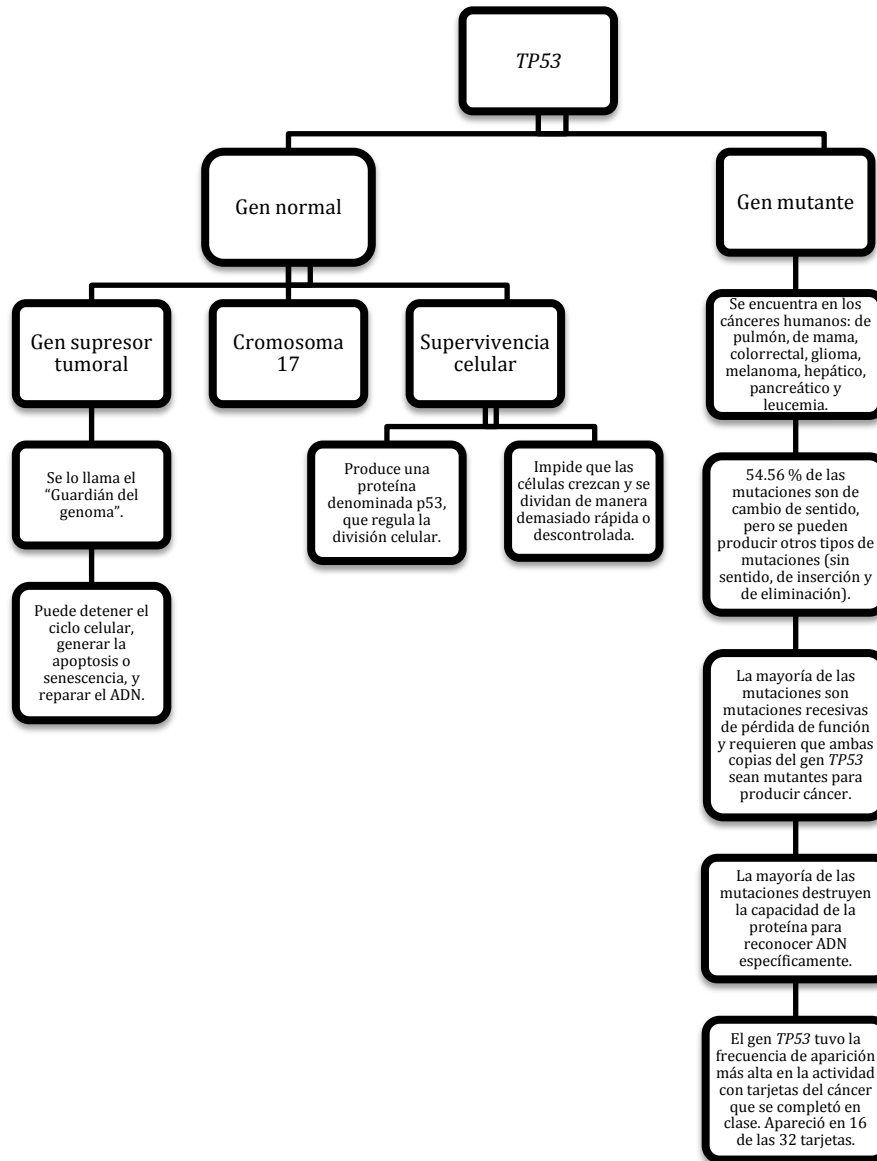 TP53
Gen normal
Gen mutante
Gen supresor
tumoral
Cromosoma
17
Supervivencia
celular
Se lo llama el
“Guardián del
genoma”.
Puede detener el
ciclo celular,
generar la
apoptosis o
senescencia, y
reparar el ADN.
Produce una
proteína
denominada p53,
que regula la
división celular.
Impide que las
células crezcan y se
dividan de manera
demasiado rápida o
descontrolada.
Se encuentra en los
cánceres humanos: de
pulmón, de mama,
colorrectal, glioma,
melanoma, hepático,
pancreático y
leucemia.
54.56 % de las
mutaciones son de
cambio de sentido,
pero se pueden
producir otros tipos de
mutaciones (sin
sentido, de inserción y
de eliminación).
La mayoría de las
mutaciones son
mutaciones recesivas
de pérdida de función
y requieren que ambas
copias del gen TP53
sean mutantes para
producir cáncer.
La mayoría de las
mutaciones destruyen
la capacidad de la
proteína para
reconocer ADN
específicamente.
El gen TP53 tuvo la
frecuencia de aparición
más alta en la actividad
con tarjetas del cáncer
que se completó en
clase. Apareció en 16
de las 32 tarjetas.